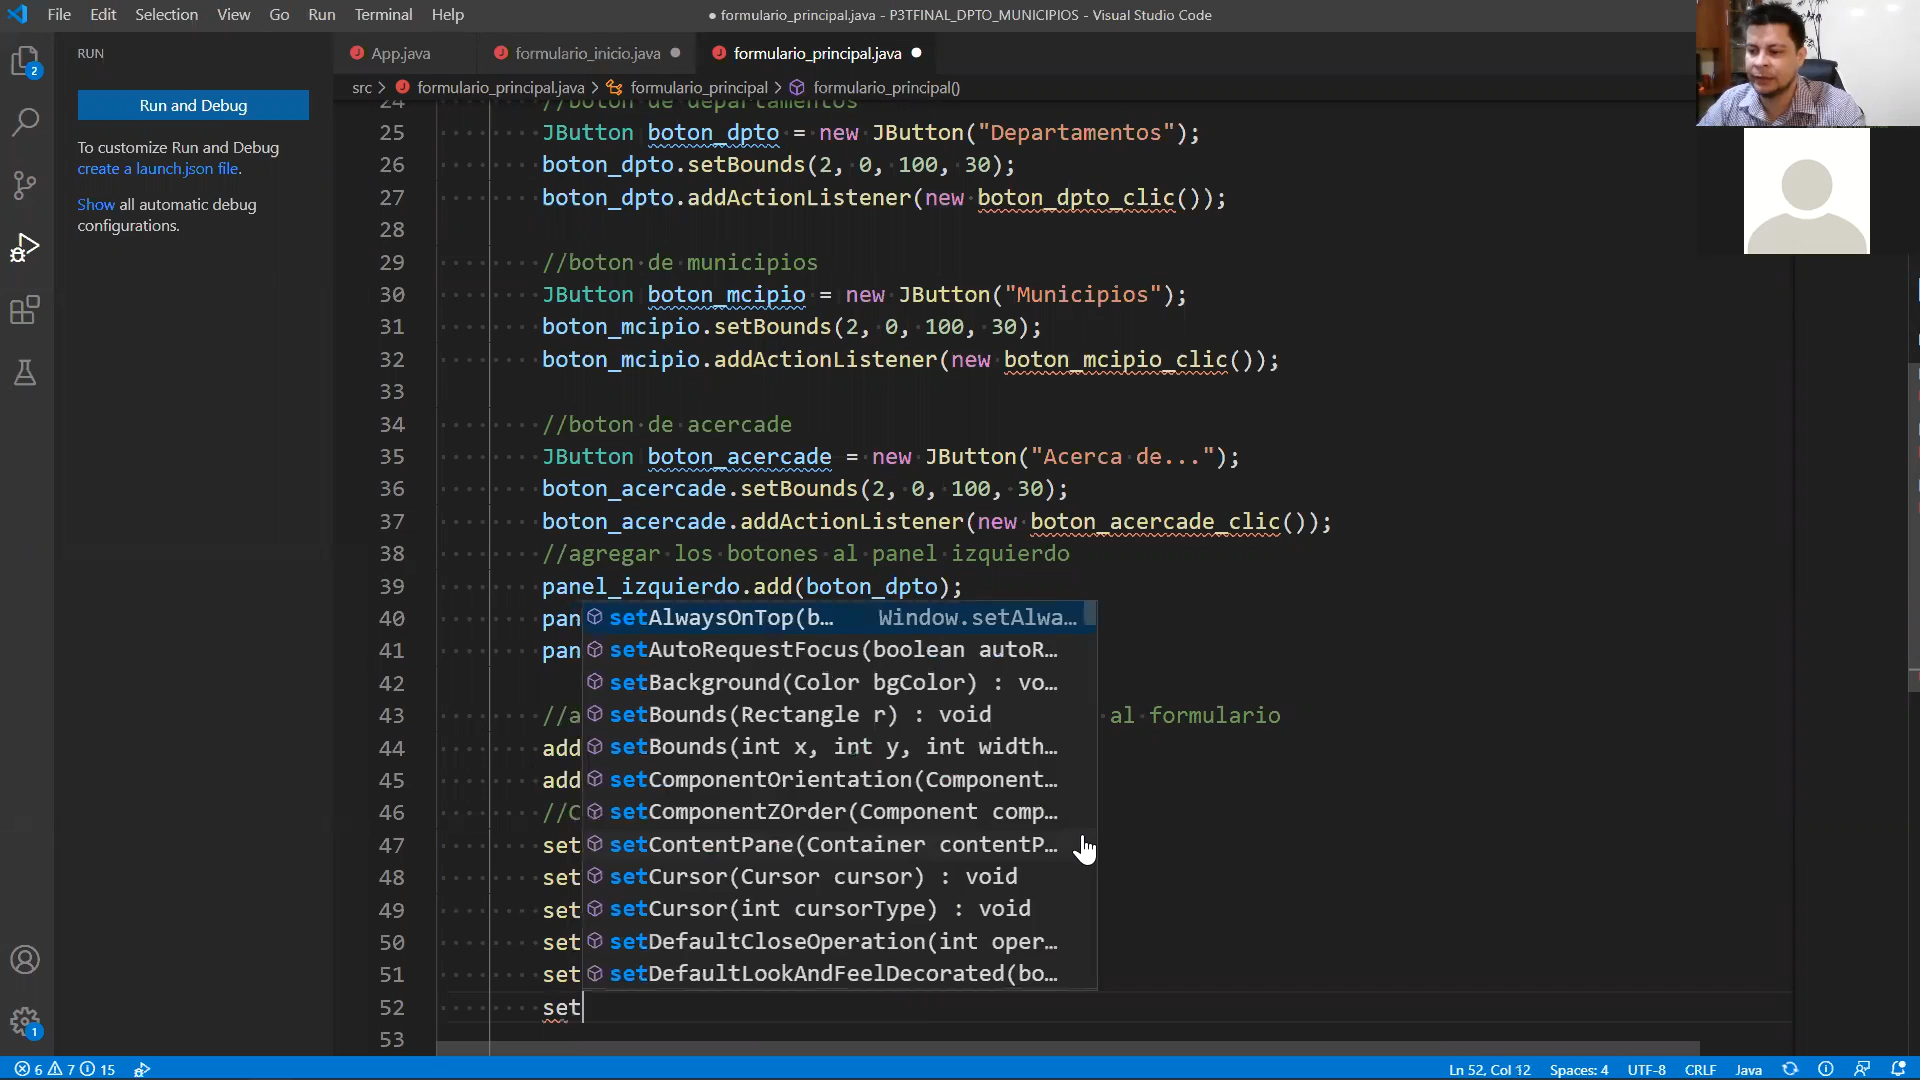 File Edit Selection View Go Run Terminal Help
● formulario_principal.java - P3TFINAL_DPTO_MUNICIPIOS - Visual Studio Code
RUN
App.java formulario_inicio.java formulario_principal.java
src > formulario_principal.java > formulario_principal > formulario_principal()
Run and Debug
To customize Run and Debug
create a launch.json file.
Show all automatic debug
configurations.
2
24 //boton de departamentos
25 JButton boton_dpto = new JButton("Departamentos");
26 boton_dpto.setBounds(2, 0, 100, 30);
27 boton_dpto.addActionListener(new boton_dpto_clic());
28
29 //boton de municipios
30 JButton boton_mcipio = new JButton("Municipios");
31 boton_mcipio.setBounds(2, 0, 100, 30);
32 boton_mcipio.addActionListener(new boton_mcipio_clic());
33
34 //boton de acercade
35 JButton boton_acercade = new JButton("Acerca de...");
36 boton_acercade.setBounds(2, 0, 100, 30);
37 boton_acercade.addActionListener(new boton_acercade_clic());
38 //agregar los botones al panel izquierdo
39 panel_izquierdo.add(boton_dpto);
40 pan
41 pan
42
43 //a al formulario
44 add
45 add
46 //C
47 set
48 set
49 set
50 set
51 set
52 set
53
setAlwaysOnTop(b… Window.setAlwa…
setAutoRequestFocus(boolean autoR…
setBackground(Color bgColor) : vo…
setBounds(Rectangle r) : void
setBounds(int x, int y, int width…
setComponentOrientation(Component…
setComponentZOrder(Component comp…
setContentPane(Container contentP…
setCursor(Cursor cursor) : void
setCursor(int cursorType) : void
setDefaultCloseOperation(int oper…
setDefaultLookAndFeelDecorated(bo…
1
6 7 15
Ln 52, Col 12 Spaces: 4 UTF-8 CRLF Java